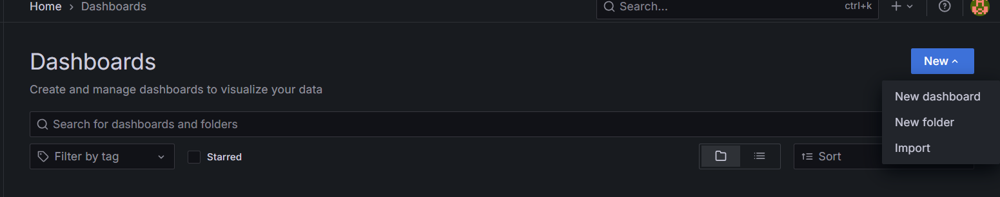 Home › Dashboards
Search... ctrl+k
Dashboards
New
Create and manage dashboards to visualize your data
New dashboard
Search for dashboards and folders
New folder
Import
Filter by tag
Starred
Sort